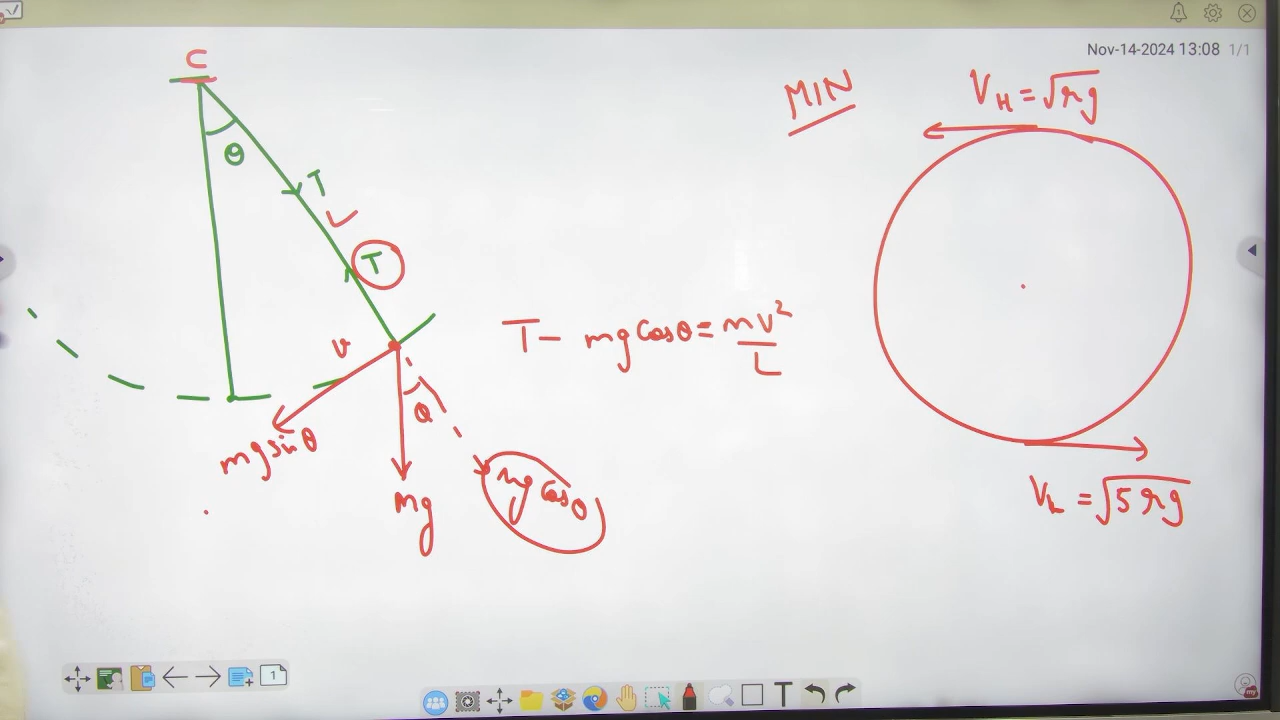 Nov-14-2024 13:08 1/1
C
θ
T
L
T
v
θ
mg sinθ
mg
mg cosθ
T - mg cosθ = mv²/L
MIN
V_H = √rg
V_L = √5rg
1
T